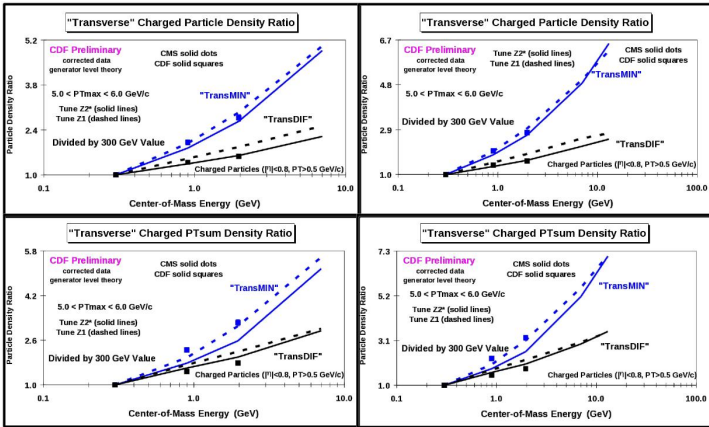 "Transverse" Charged Particle Density Ratio
5.2
3.8
2.4
1.0
Particle Density Ratio
CDF Preliminary
corrected data
generator level theory
CMS solid dots
CDF solid squares
5.0 < PTmax < 6.0 GeV/c
Tune Z2* (solid lines)
Tune Z1 (dashed lines)
Divided by 300 GeV Value
"TransMIN"
"TransDIF"
Charged Particles (|η|<0.8, PT>0.5 GeV/c)
0.1
1.0
10.0
Center-of-Mass Energy (GeV)
"Transverse" Charged Particle Density Ratio
6.7
4.8
2.9
1.0
Particle Density Ratio
CDF Preliminary
corrected data
generator level theory
Tune Z2* (solid lines)
Tune Z1 (dashed lines)
CMS solid dots
CDF solid squares
5.0 < PTmax < 6.0 GeV/c
Divided by 300 GeV Value
"TransMIN"
"TransDIF"
Charged Particles (|η|<0.8, PT>0.5 GeV/c)
0.1
1.0
10.0
100.0
Center-of-Mass Energy (GeV)
"Transverse" Charged PTsum Density Ratio
5.8
4.2
2.6
1.0
Particle Density Ratio
CDF Preliminary
corrected data
generator level theory
CMS solid dots
CDF solid squares
5.0 < PTmax < 6.0 GeV/c
Tune Z2* (solid lines)
Tune Z1 (dashed lines)
Divided by 300 GeV Value
"TransMIN"
"TransDIF"
Charged Particles (|η|<0.8, PT>0.5 GeV/c)
0.1
1.0
10.0
Center-of-Mass Energy (GeV)
"Transverse" Charged PTsum Density Ratio
7.3
5.2
3.1
1.0
Particle Density Ratio
CDF Preliminary
corrected data
generator level theory
CMS solid dots
CDF solid squares
5.0 < PTmax < 6.0 GeV/c
Tune Z2* (solid lines)
Tune Z1 (dashed lines)
Divided by 300 GeV Value
"TransMIN"
"TransDIF"
Charged Particles (|η|<0.8, PT>0.5 GeV/c)
0.1
1.0
10.0
100.0
Center-of-Mass Energy (GeV)